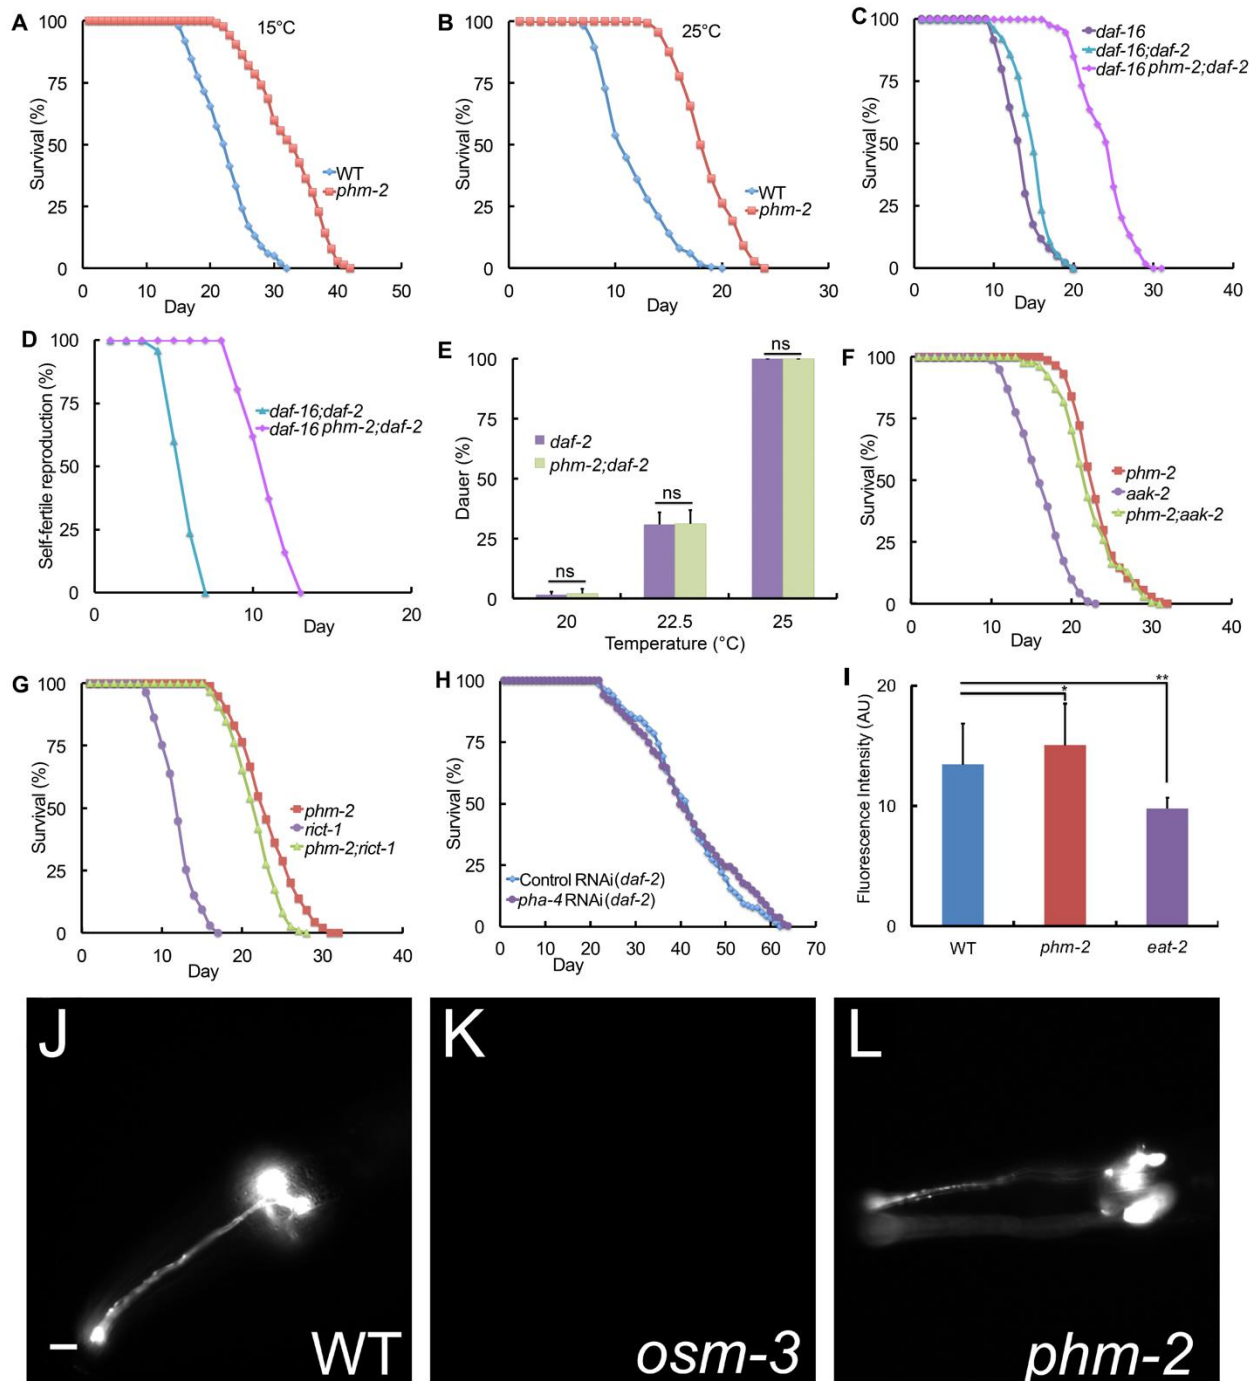 A
15°C
Survival (%)
100
75
50
25
0
0 10 20 30 40 50
Day
WT
phm-2
B
25°C
Survival (%)
100
75
50
25
0
0 10 20 30
Day
WT
phm-2
C
Survival (%)
100
75
50
25
0
0 10 20 30 40
Day
daf-16
daf-16;daf-2
daf-16 phm-2;daf-2
D
Self-fertile reproduction (%)
100
75
50
25
0
0 10 20
Day
daf-16;daf-2
daf-16 phm-2;daf-2
E
Dauer (%)
100
75
50
25
0
ns
ns
ns
daf-2
phm-2;daf-2
20 22.5 25
Temperature (°C)
F
Survival (%)
100
75
50
25
0
0 10 20 30 40
Day
phm-2
aak-2
phm-2;aak-2
G
Survival (%)
100
75
50
25
0
0 10 20 30 40
Day
phm-2
rict-1
phm-2;rict-1
H
Survival (%)
100
75
50
25
0
0 10 20 30 40 50 60 70
Day
Control RNAi(daf-2)
pha-4 RNAi(daf-2)
I
Fluorescence Intensity (AU)
20
10
0
*
**
WT phm-2 eat-2
J
WT
K
osm-3
L
phm-2